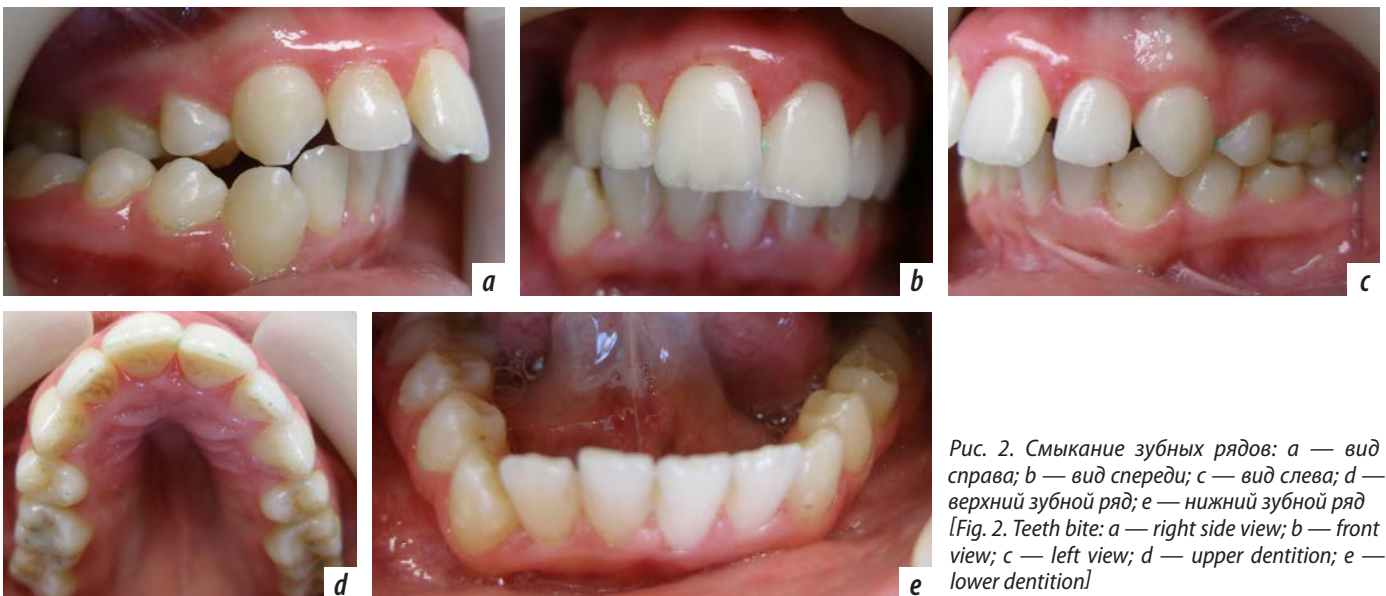 a
b
c
d
e
Рис. 2. Смыкание зубных рядов: a — вид
справа; b — вид спереди; c — вид слева; d —
верхний зубной ряд; e — нижний зубной ряд
[Fig. 2. Teeth bite: a — right side view; b — front
view; c — left view; d — upper dentition; e —
lower dentition]